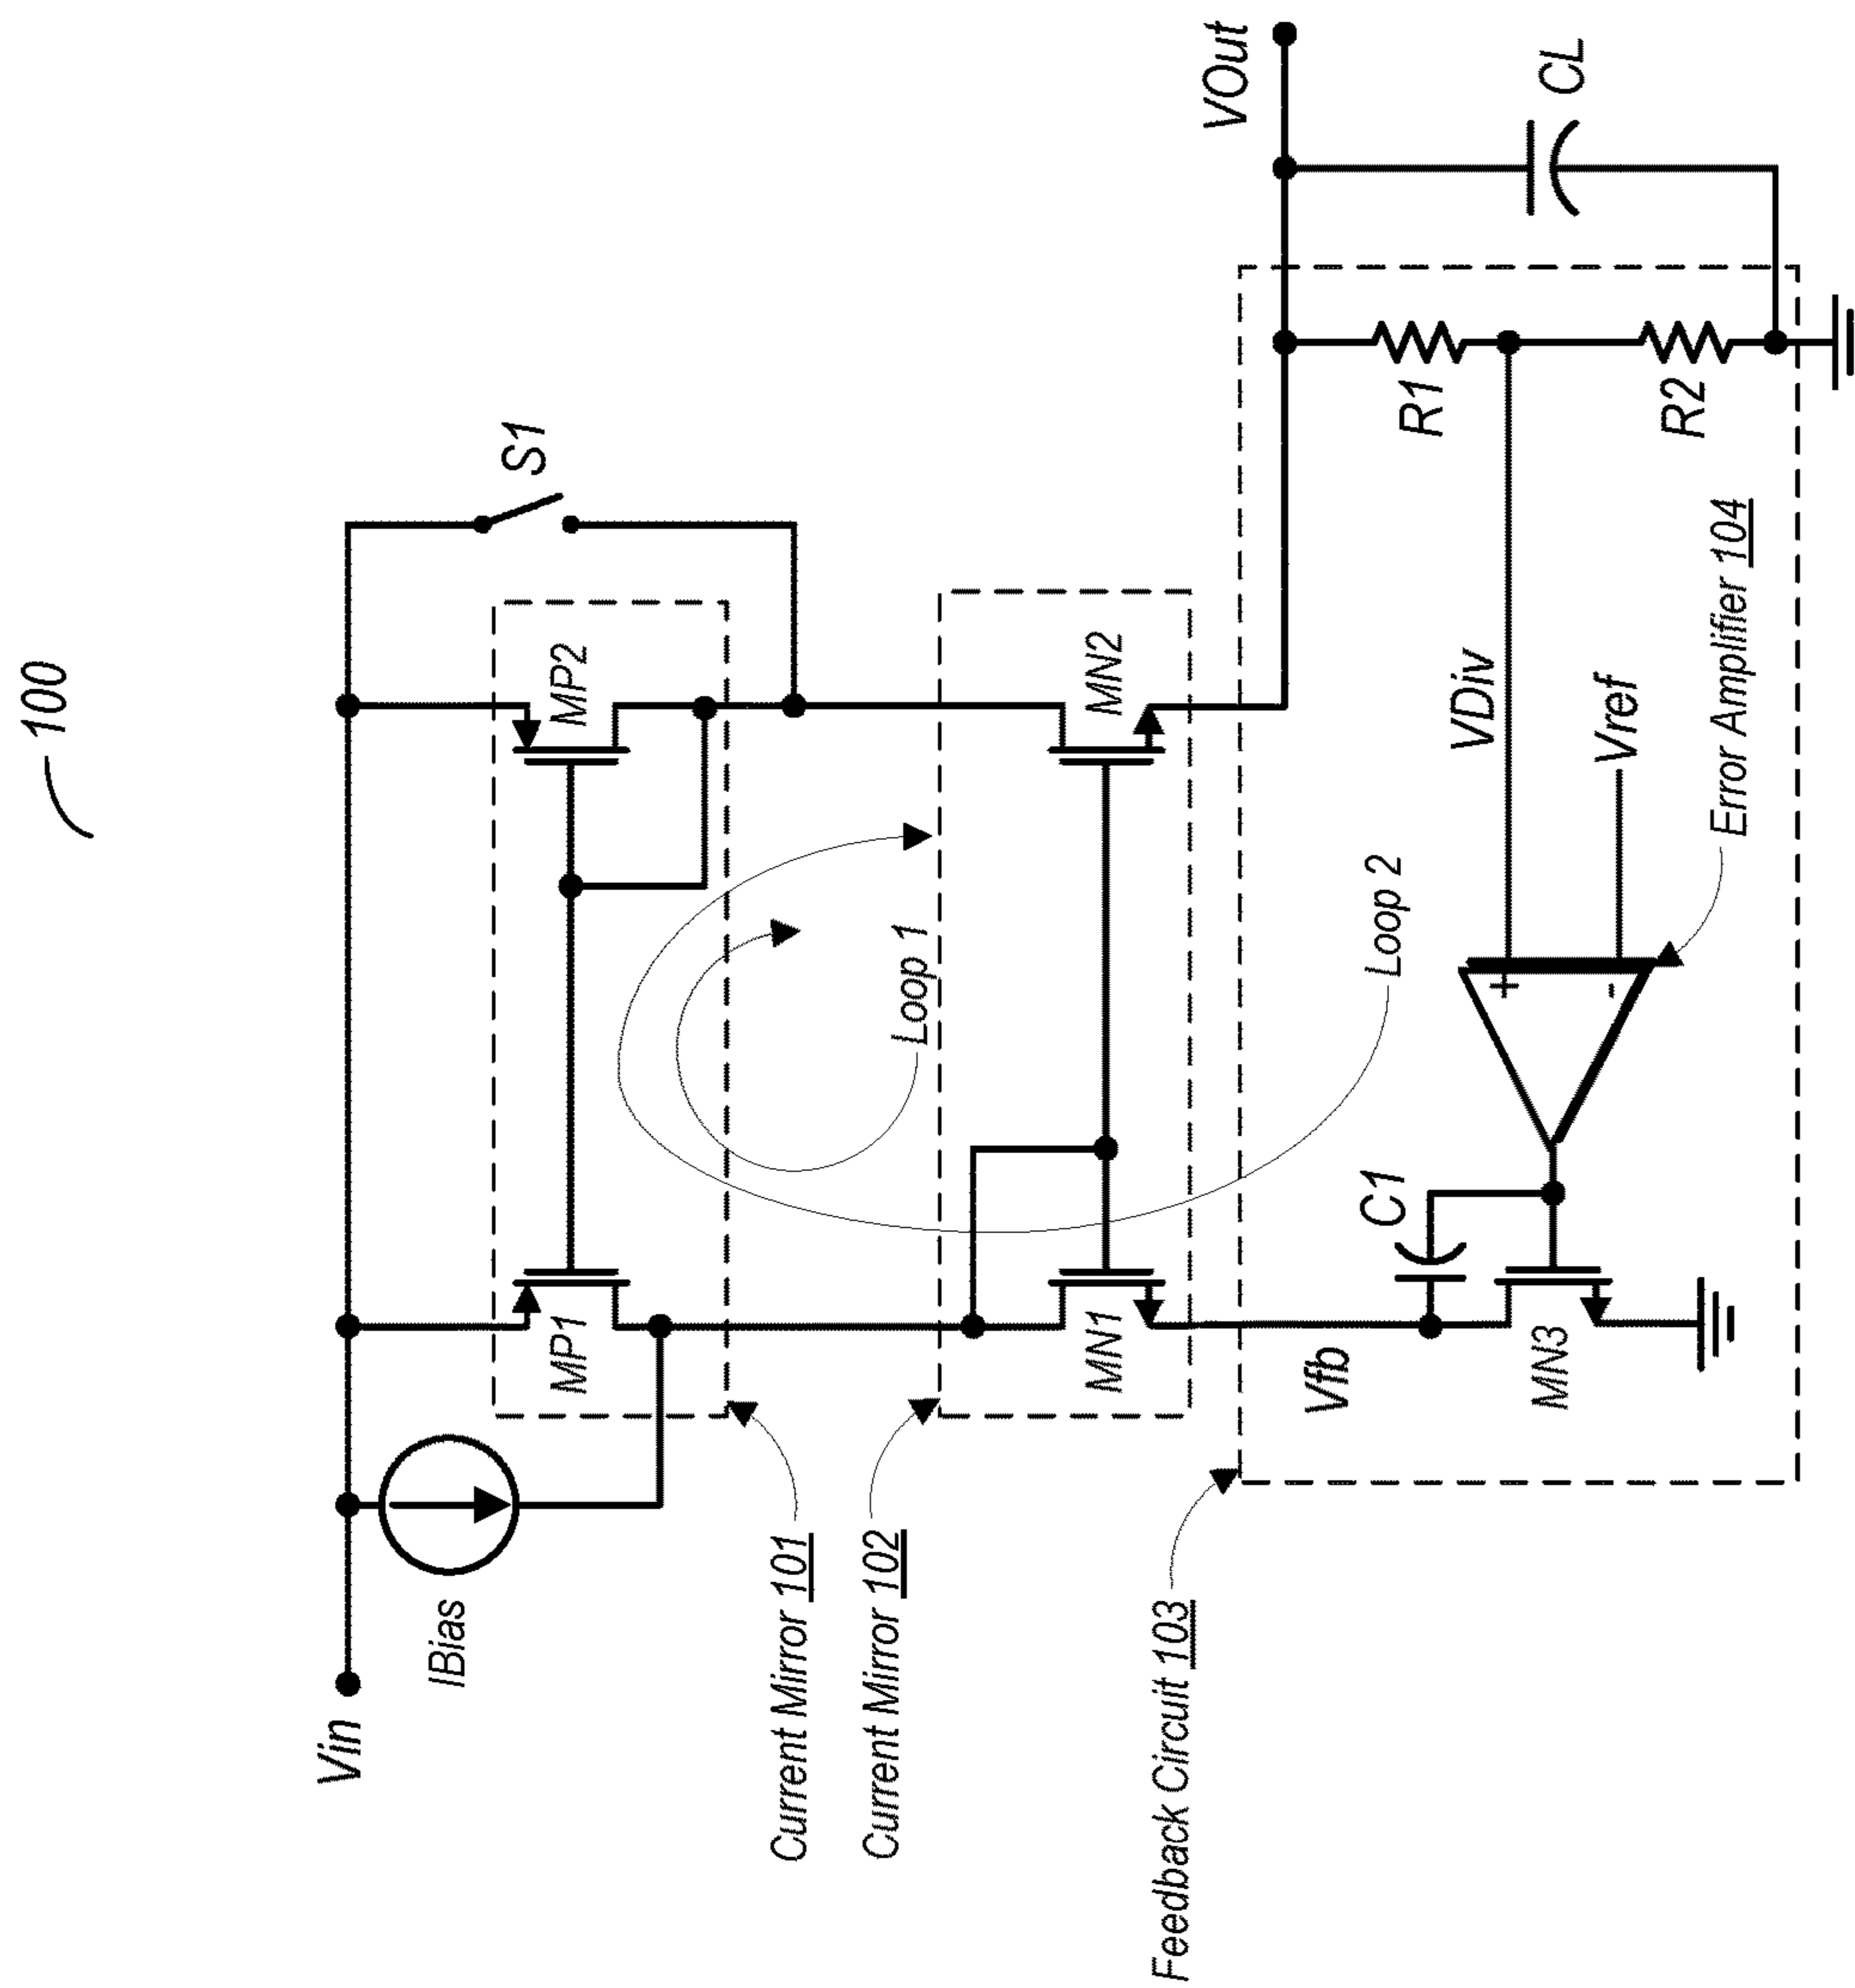 100
Vin
IBias
MP1
MP2
S1
Current Mirror 101
Loop 1
Current Mirror 102
MN1
MN2
VOut
Feedback Circuit 103
Vfb
C1
Loop 2
VDiv
R1
CL
MN3
+
-
Vref
R2
Error Amplifier 104